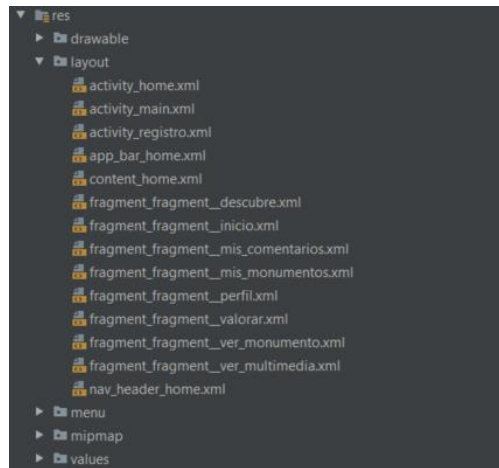 res
drawable
layout
activity_home.xml
activity_main.xml
activity_registro.xml
app_bar_home.xml
content_home.xml
fragment_fragment__descubre.xml
fragment_fragment__inicio.xml
fragment_fragment__mis_comentarios.xml
fragment_fragment__mis_monumentos.xml
fragment_fragment__perfil.xml
fragment_fragment__valorar.xml
fragment_fragment__ver_monumento.xml
fragment_fragment__ver_multimedia.xml
nav_header_home.xml
menu
mipmap
values